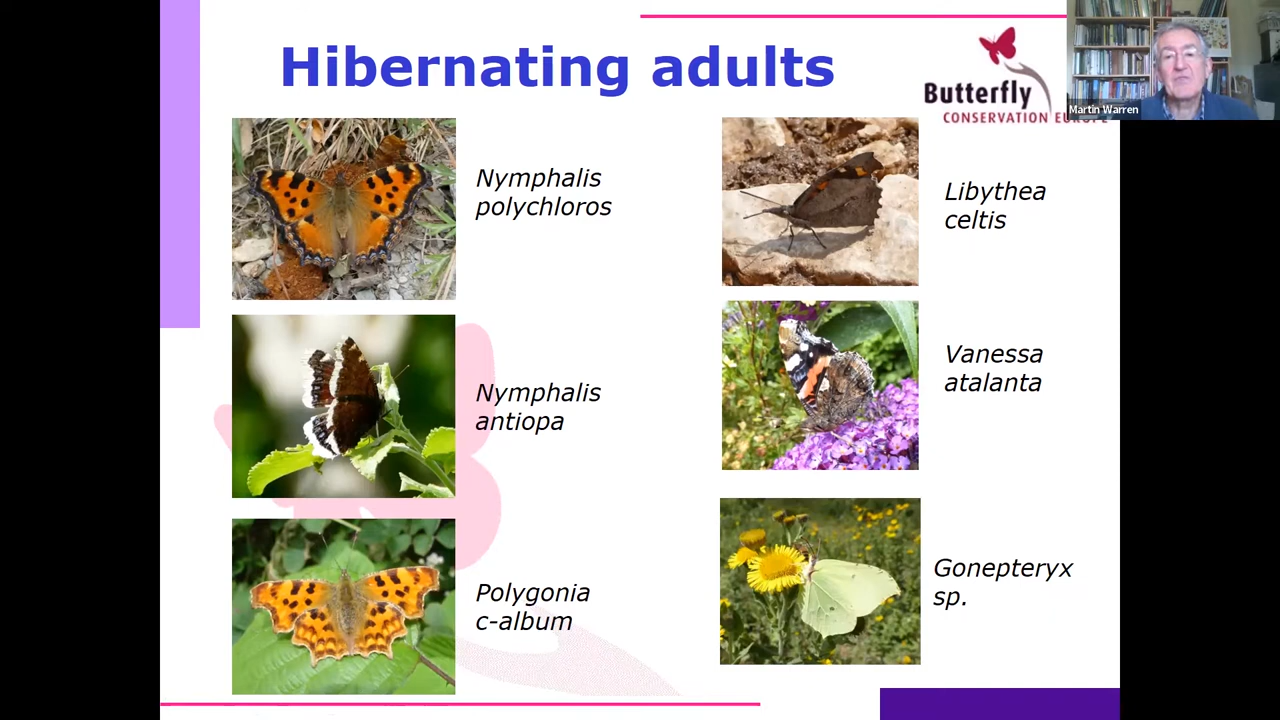 Hibernating adults
Butterfly
CONSERVATION EUROPE
Martin Warren
Nymphalis
polychloros
Libythea
celtis
Nymphalis
antiopa
Vanessa
atalanta
Polygonia
c-album
Gonepteryx
sp.